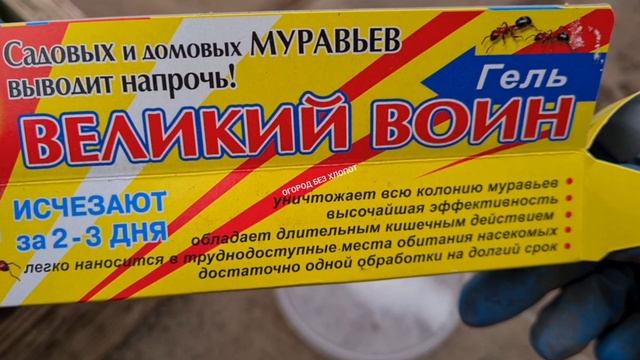 Садовых и домовых МУРАВЬЕВ
выводит напрочь!
Гель
ВЕЛИКИЙ ВОИН
ОГОРОД БЕЗ ХЛОПОТ
ИСЧЕЗАЮТ
за 2-3 ДНЯ
уничтожает всю колонию муравьев •
высочайшая эффективность •
обладает длительным кишечным действием •
легко наносится в труднодоступные места обитания насекомых •
достаточно одной обработки на долгий срок •